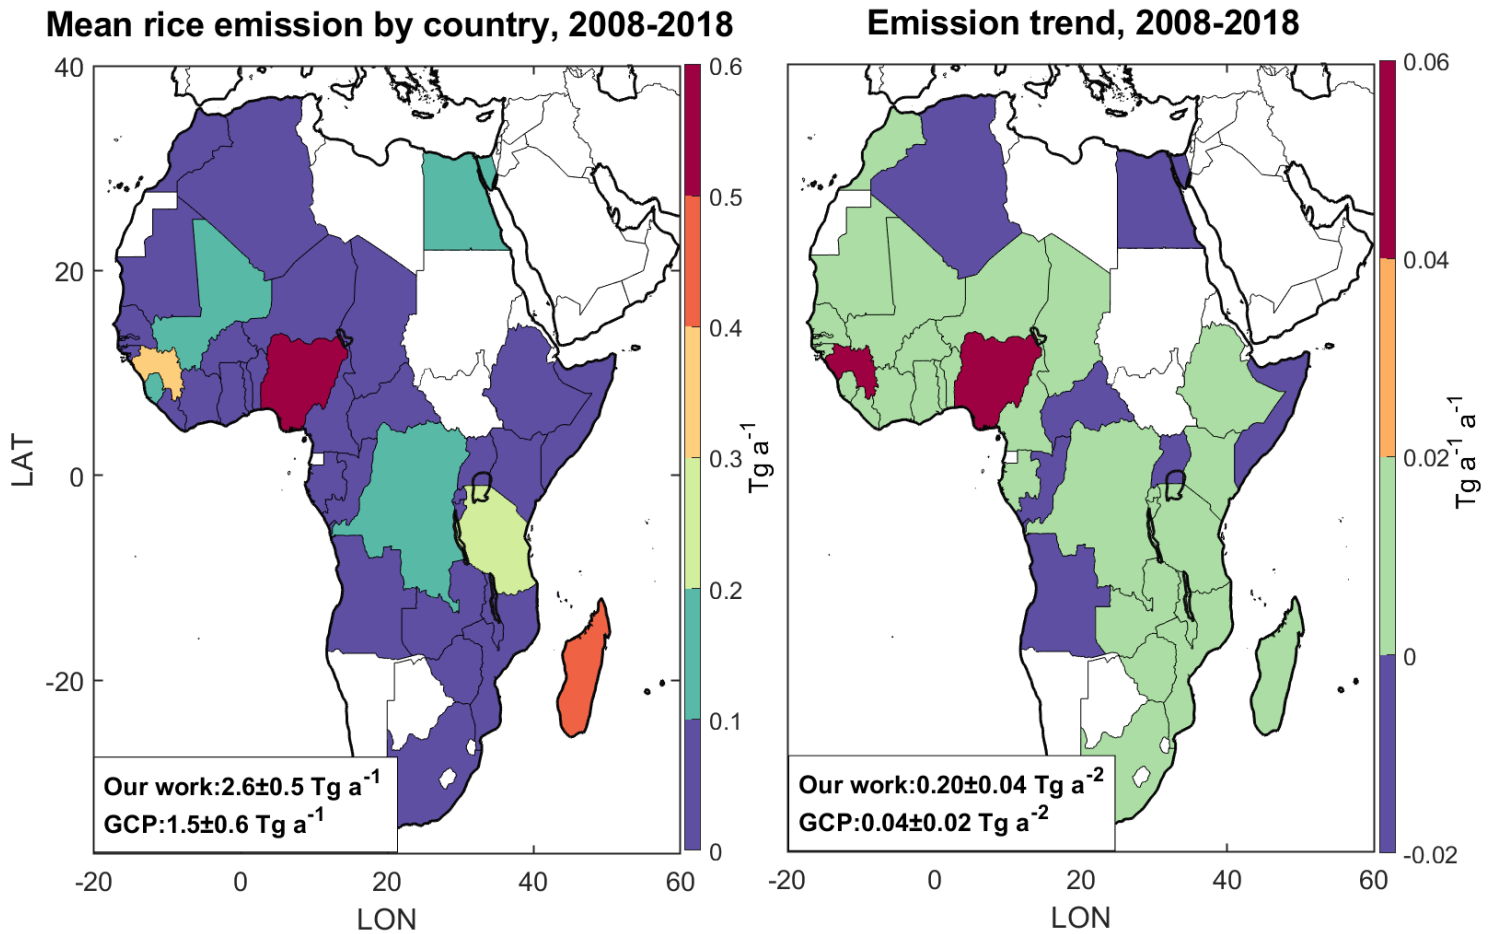 Mean rice emission by country, 2008-2018
40
20
0
-20
LAT
-20
0
20
40
60
LON
0.6
0.5
0.4
0.3
0.2
0.1
0
Tg a-1
Our work:2.6±0.5 Tg a-1
GCP:1.5±0.6 Tg a-1
Emission trend, 2008-2018
-20
0
20
40
60
LON
0.06
0.04
0.02
0
-0.02
Tg a-1 a-1
Our work:0.20±0.04 Tg a-2
GCP:0.04±0.02 Tg a-2